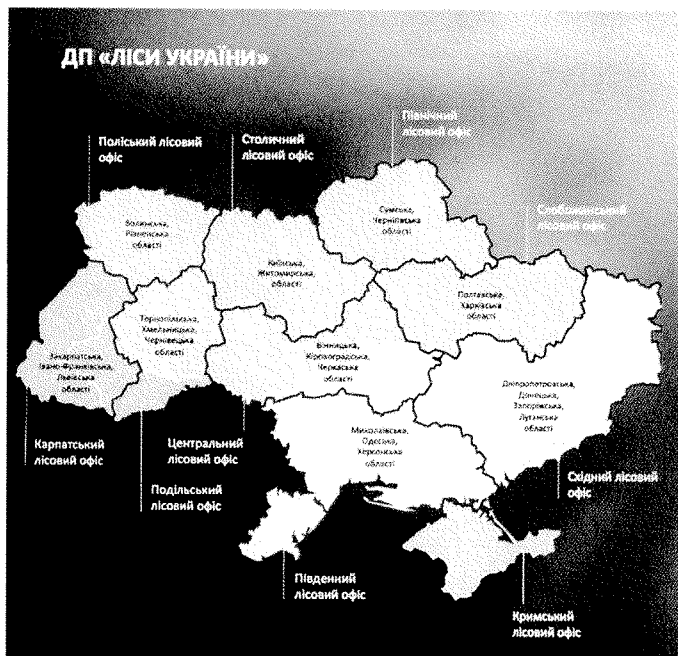 ДП «ЛІСИ УКРАЇНИ»
Північний
лісовий офіс
Поліський лісовий
офіс
Столичний
лісовий офіс
Слобожанський
лісовий офіс
Волинська,
Рівненська
області
Київська,
Житомирська,
області
Сумська,
Чернігівська
області
Полтавська,
Харківська
області
Тернопільська,
Хмельницька,
Чернівецька
області
Закарпатська,
Івано-Франківська,
Львівська
області
Вінницька,
Кіровоградська,
Черкаська
області
Дніпропетровська,
Донецька,
Запорізька,
Луганська
області
Миколаївська,
Одеська,
Херсонська
області
Карпатський
лісовий офіс
Центральний
лісовий офіс
Подільський
лісовий офіс
Східний лісовий
офіс
Південний
лісовий офіс
Кримський
лісовий офіс